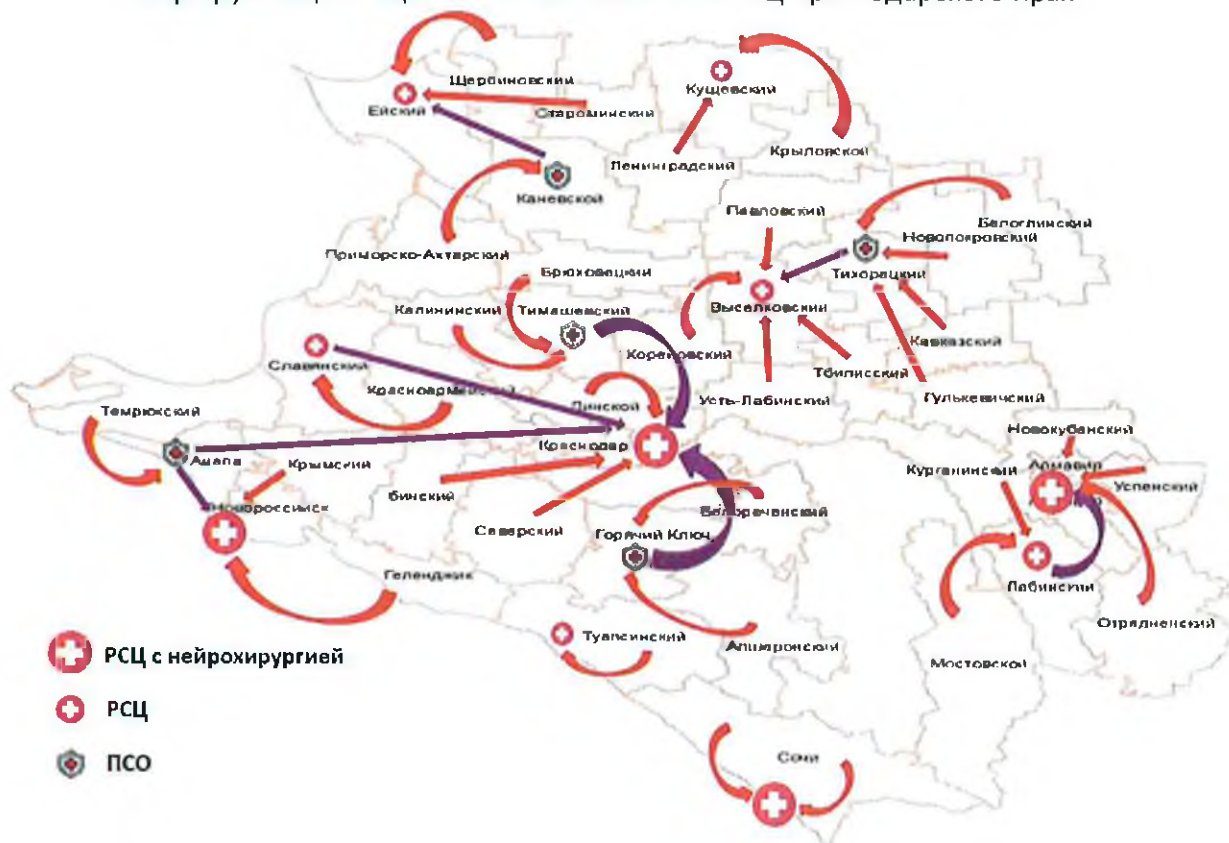 Щербиновский
Кущевский
Ейский
Староминский
Ленинградский
Крыловской
Каневской
Павловский
Белоглинский
Новопокровский
Приморско-Ахтарский
Брюховецкий
Тихорецкий
Калининский
Тимашевский
Выселковский
Кавказский
Кореновский
Тбилисский
Славянский
Красноармейский
Динской
Усть-Лабинский
Гулькевичский
Темрюкский
Новокубанский
Краснодар
Анапа
Крымский
Курганинский
Армавир
Успенский
бинский
Новороссийск
Северский
Белореченский
Горячий Ключ
Геленджик
Лабинский
Туапсинский
Апшеронский
Отрадненский
Мостовской
РСЦ с нейрохирургией
РСЦ
ПСО
Сочи